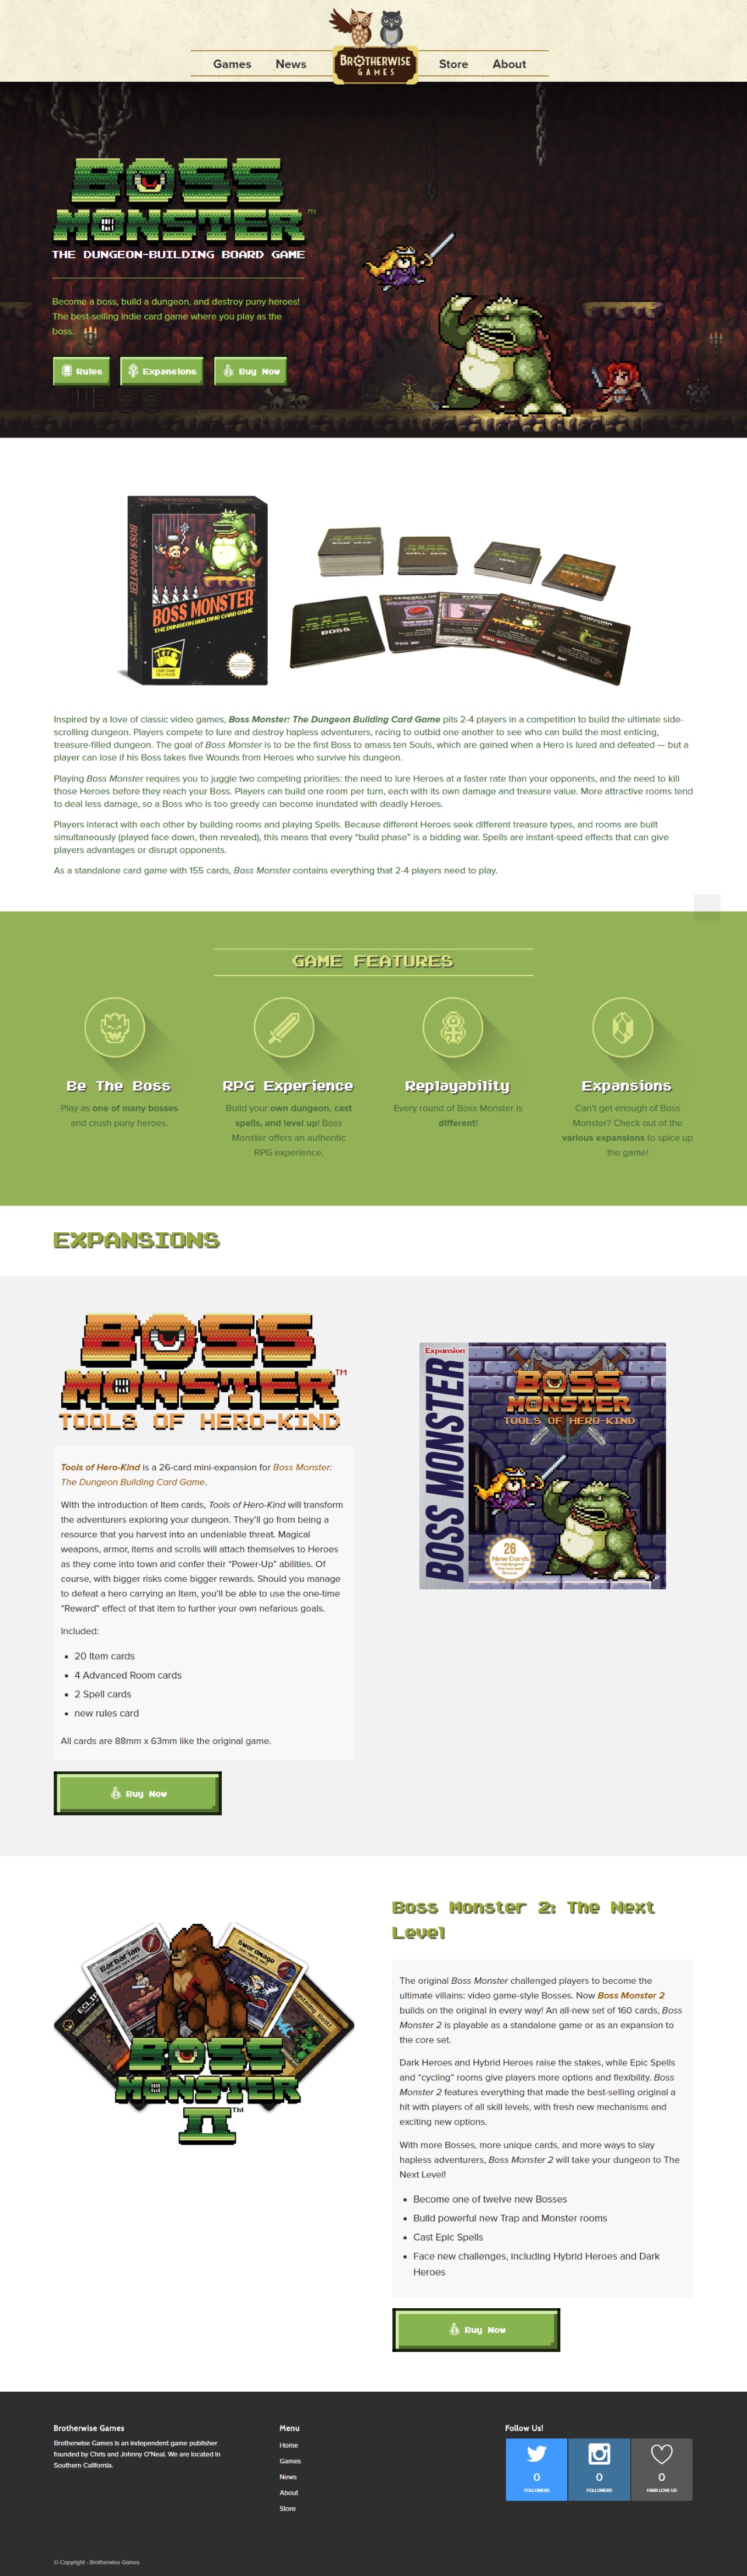 Games
News
BROTHERWISE
GAMES
Store
About
BOSS
MONSTER™
THE DUNGEON-BUILDING BOARD GAME
Become a boss, build a dungeon, and destroy puny heroes!
The best-selling indie card game where you play as the
boss.
Rules
Expansions
Buy Now
BOSS MONSTER
BOSS MONSTER
THE DUNGEON BUILDING CARD GAME
SPELL DECK
BOSS
CEREBELLUS
KING CROAK
GORGONA
Inspired by a love of classic video games, Boss Monster: The Dungeon Building Card Game pits 2-4 players in a competition to build the ultimate side-
scrolling dungeon. Players compete to lure and destroy hapless adventurers, racing to outbid one another to see who can build the most enticing,
treasure-filled dungeon. The goal of Boss Monster is to be the first Boss to amass ten Souls, which are gained when a Hero is lured and defeated — but a
player can lose if his Boss takes five Wounds from Heroes who survive his dungeon.
Playing Boss Monster requires you to juggle two competing priorities: the need to lure Heroes at a faster rate than your opponents, and the need to kill
those Heroes before they reach your Boss. Players can build one room per turn, each with its own damage and treasure value. More attractive rooms tend
to deal less damage, so a Boss who is too greedy can become inundated with deadly Heroes.
Players interact with each other by building rooms and playing Spells. Because different Heroes seek different treasure types, and rooms are built
simultaneously (played face down, then revealed), this means that every “build phase” is a bidding war. Spells are instant-speed effects that can give
players advantages or disrupt opponents.
As a standalone card game with 155 cards, Boss Monster contains everything that 2-4 players need to play.
GAME FEATURES
Be The Boss
Play as one of many bosses
and crush puny heroes.
RPG Experience
Build your own dungeon, cast
spells, and level up! Boss
Monster offers an authentic
RPG experience.
Replayability
Every round of Boss Monster is
different!
Expansions
Can't get enough of Boss
Monster? Check out of the
various expansions to spice up
the game!
EXPANSIONS
BOSS
MONSTER™
TOOLS OF HERO-KIND
Tools of Hero-Kind is a 26-card mini-expansion for Boss Monster:
The Dungeon Building Card Game.
With the introduction of Item cards, Tools of Hero-Kind will transform
the adventurers exploring your dungeon. They'll go from being a
resource that you harvest into an undeniable threat. Magical
weapons, armor, items and scrolls will attach themselves to Heroes
as they come into town and confer their “Power-Up” abilities. Of
course, with bigger risks come bigger rewards. Should you manage
to defeat a hero carrying an Item, you'll be able to use the one-time
“Reward” effect of that item to further your own nefarious goals.
Included:
20 Item cards
4 Advanced Room cards
2 Spell cards
new rules card
All cards are 88mm x 63mm like the original game.
Buy Now
Expansion
BOSS MONSTER
BOSS
MONSTER
TOOLS OF HERO-KIND
26
New Cards
Barbarian
Swordmage
BOSS
MONSTER
II™
Boss Monster 2: The Next
Level
The original Boss Monster challenged players to become the
ultimate villains: video game-style Bosses. Now Boss Monster 2
builds on the original in every way! An all-new set of 160 cards, Boss
Monster 2 is playable as a standalone game or as an expansion to
the core set.
Dark Heroes and Hybrid Heroes raise the stakes, while Epic Spells
and “cycling” rooms give players more options and flexibility. Boss
Monster 2 features everything that made the best-selling original a
hit with players of all skill levels, with fresh new mechanisms and
exciting new options.
With more Bosses, more unique cards, and more ways to slay
hapless adventurers, Boss Monster 2 will take your dungeon to The
Next Level!
Become one of twelve new Bosses
Build powerful new Trap and Monster rooms
Cast Epic Spells
Face new challenges, including Hybrid Heroes and Dark
Heroes
Buy Now
Brotherwise Games
Brotherwise Games is an independent game publisher
founded by Chris and Johnny O'Neal. We are located in
Southern California.
Menu
Home
Games
News
About
Store
Follow Us!
0
FOLLOWERS
0
FOLLOWERS
0
FANS LOVE US
© Copyright - Brotherwise Games